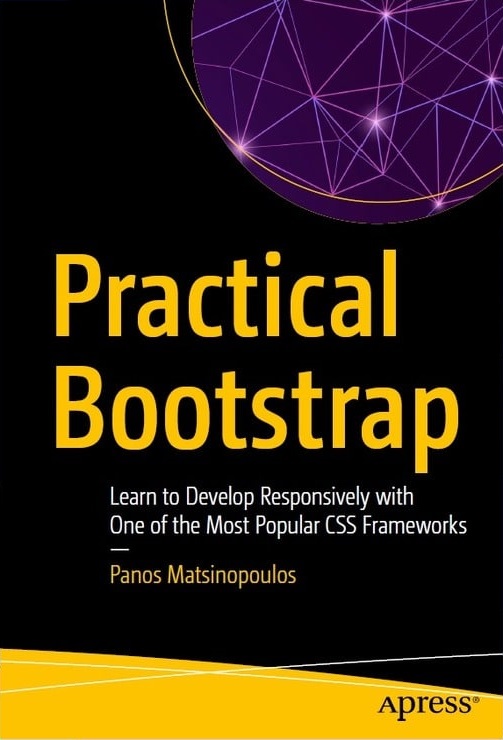 Practical
Bootstrap
Learn to Develop Responsively with
One of the Most Popular CSS Frameworks
—
Panos Matsinopoulos
Apress®